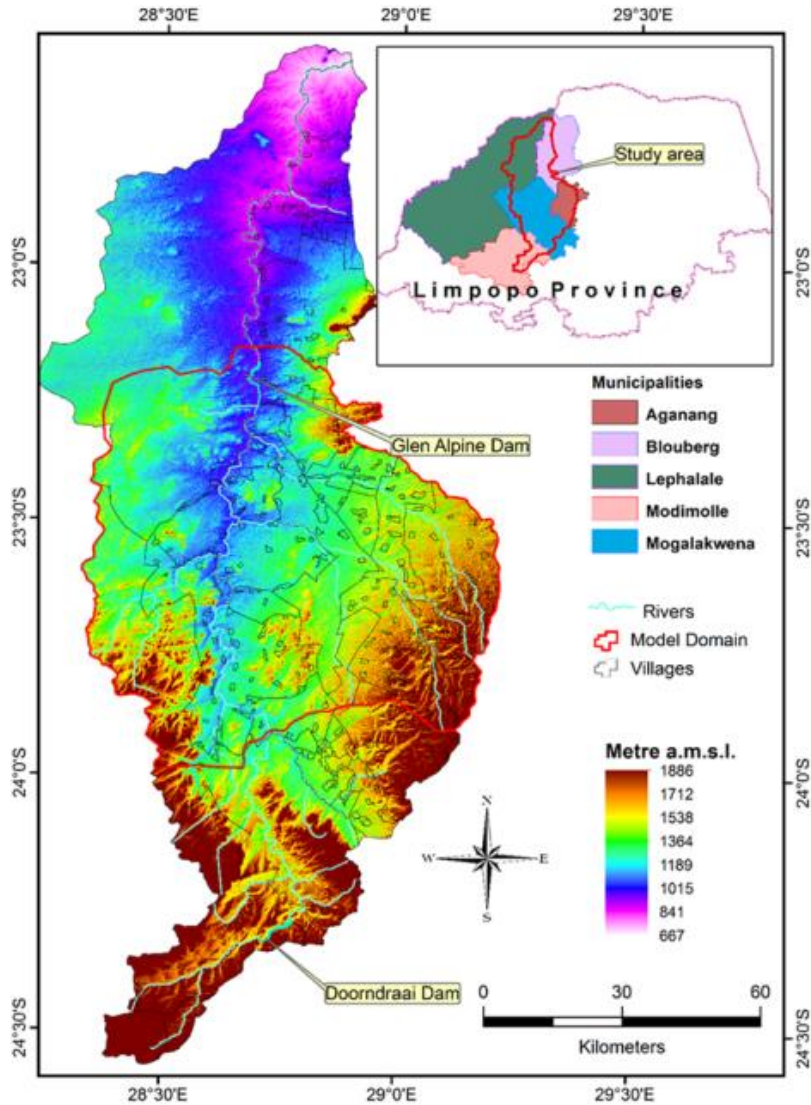 28°30'E 29°0'E 29°30'E
23°0'S
23°30'S
24°0'S
24°30'S
Study area
Limpopo Province
23°0'S
23°30'S
24°0'S
24°30'S
Glen Alpine Dam
Municipalities
Aganang
Blouberg
Lephalale
Modimolle
Mogalakwena
Rivers
Model Domain
Villages
Metre a.m.s.l.
1886
1712
1538
1364
1189
1015
841
667
N
W E
S
Doorndraai Dam
0 30 60
Kilometers
28°30'E 29°0'E 29°30'E